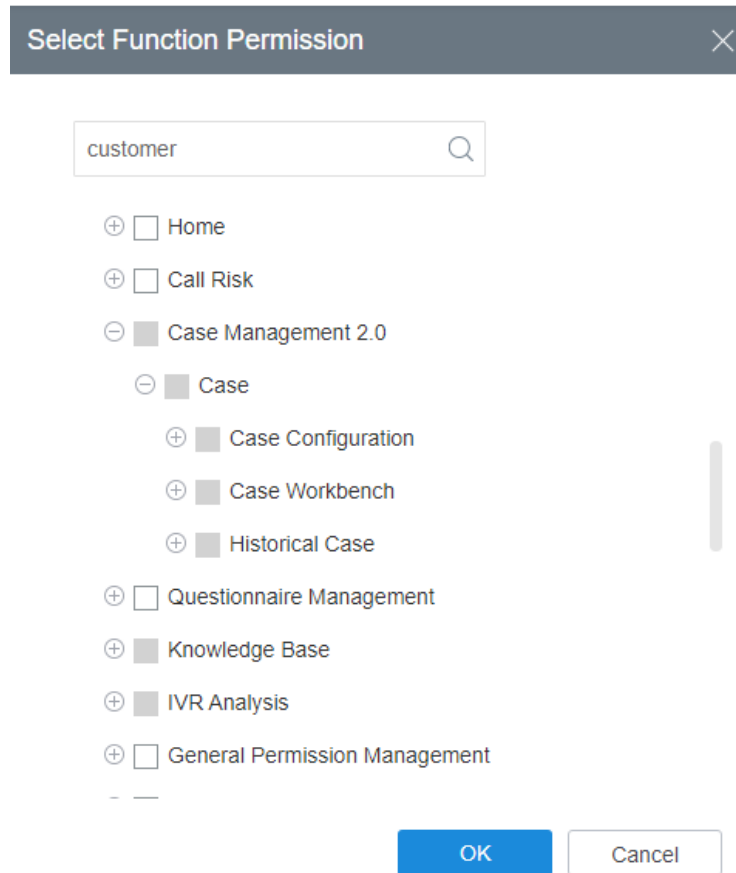 Select Function Permission
customer
Home
Call Risk
Case Management 2.0
Case
Case Configuration
Case Workbench
Historical Case
Questionnaire Management
Knowledge Base
IVR Analysis
General Permission Management
OK Cancel